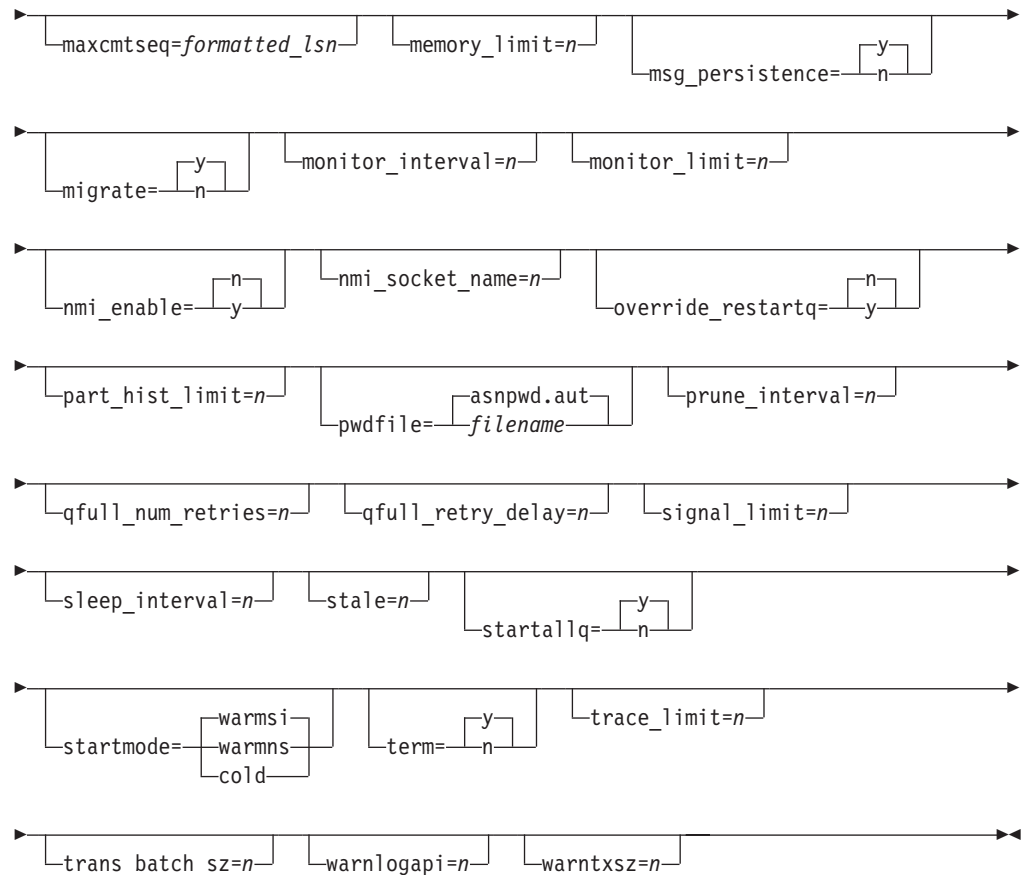 maxcmtseq=formatted_lsn memory_limit=n msg_persistence= y n
migrate= y n monitor_interval=n monitor_limit=n
nmi_enable= n y nmi_socket_name=n override_restartq= n y
part_hist_limit=n pwdfile= asnpwd.aut filename prune_interval=n
qfull_num_retries=n qfull_retry_delay=n signal_limit=n
sleep_interval=n stale=n startallq= y n
startmode= warmsi warmns cold term= y n trace_limit=n
trans batch sz=n warnlogapi=n warntxsz=n